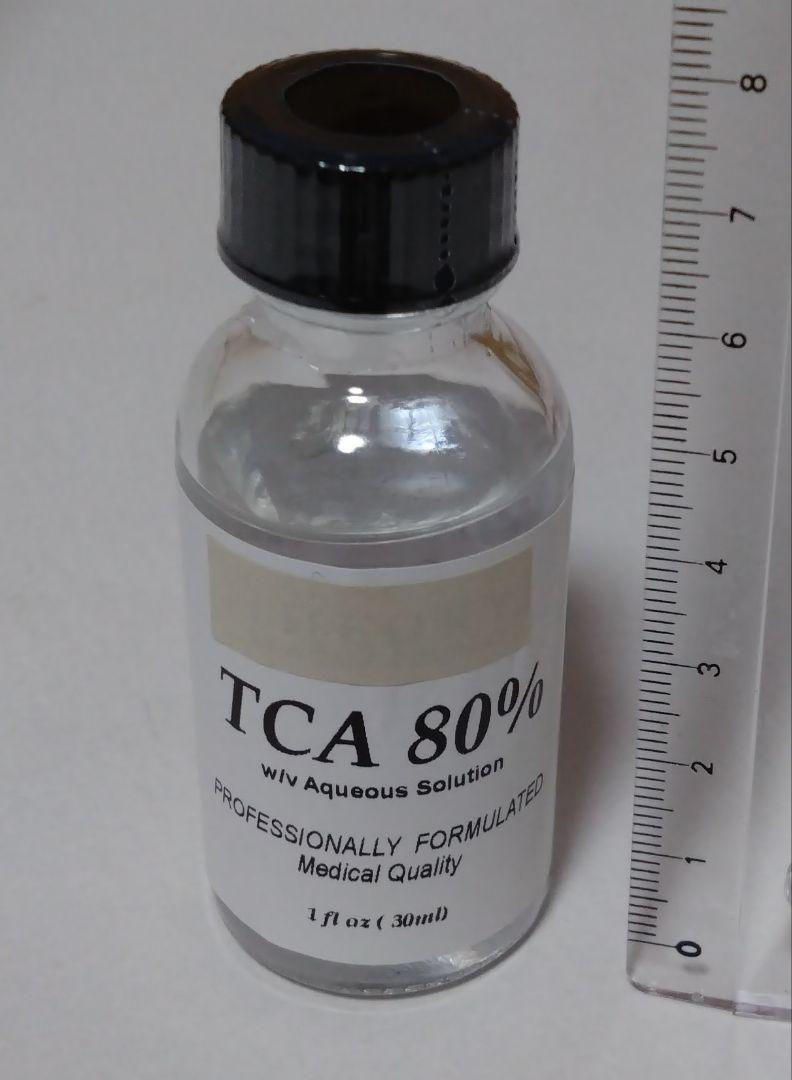 TCA 80%
w/v Aqueous Solution
PROFESSIONALLY FORMULATED
Medical Quality
1 fl oz ( 30ml)
8
7
6
5
4
3
2
1
0